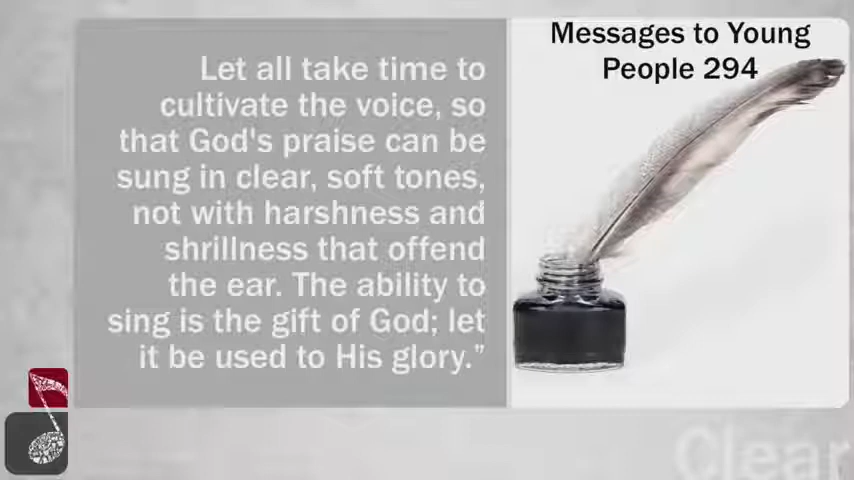 Messages to Young
People 294
Let all take time to
cultivate the voice, so
that God's praise can be
sung in clear, soft tones,
not with harshness and
shrillness that offend
the ear. The ability to
sing is the gift of God; let
it be used to His glory.”
Clear